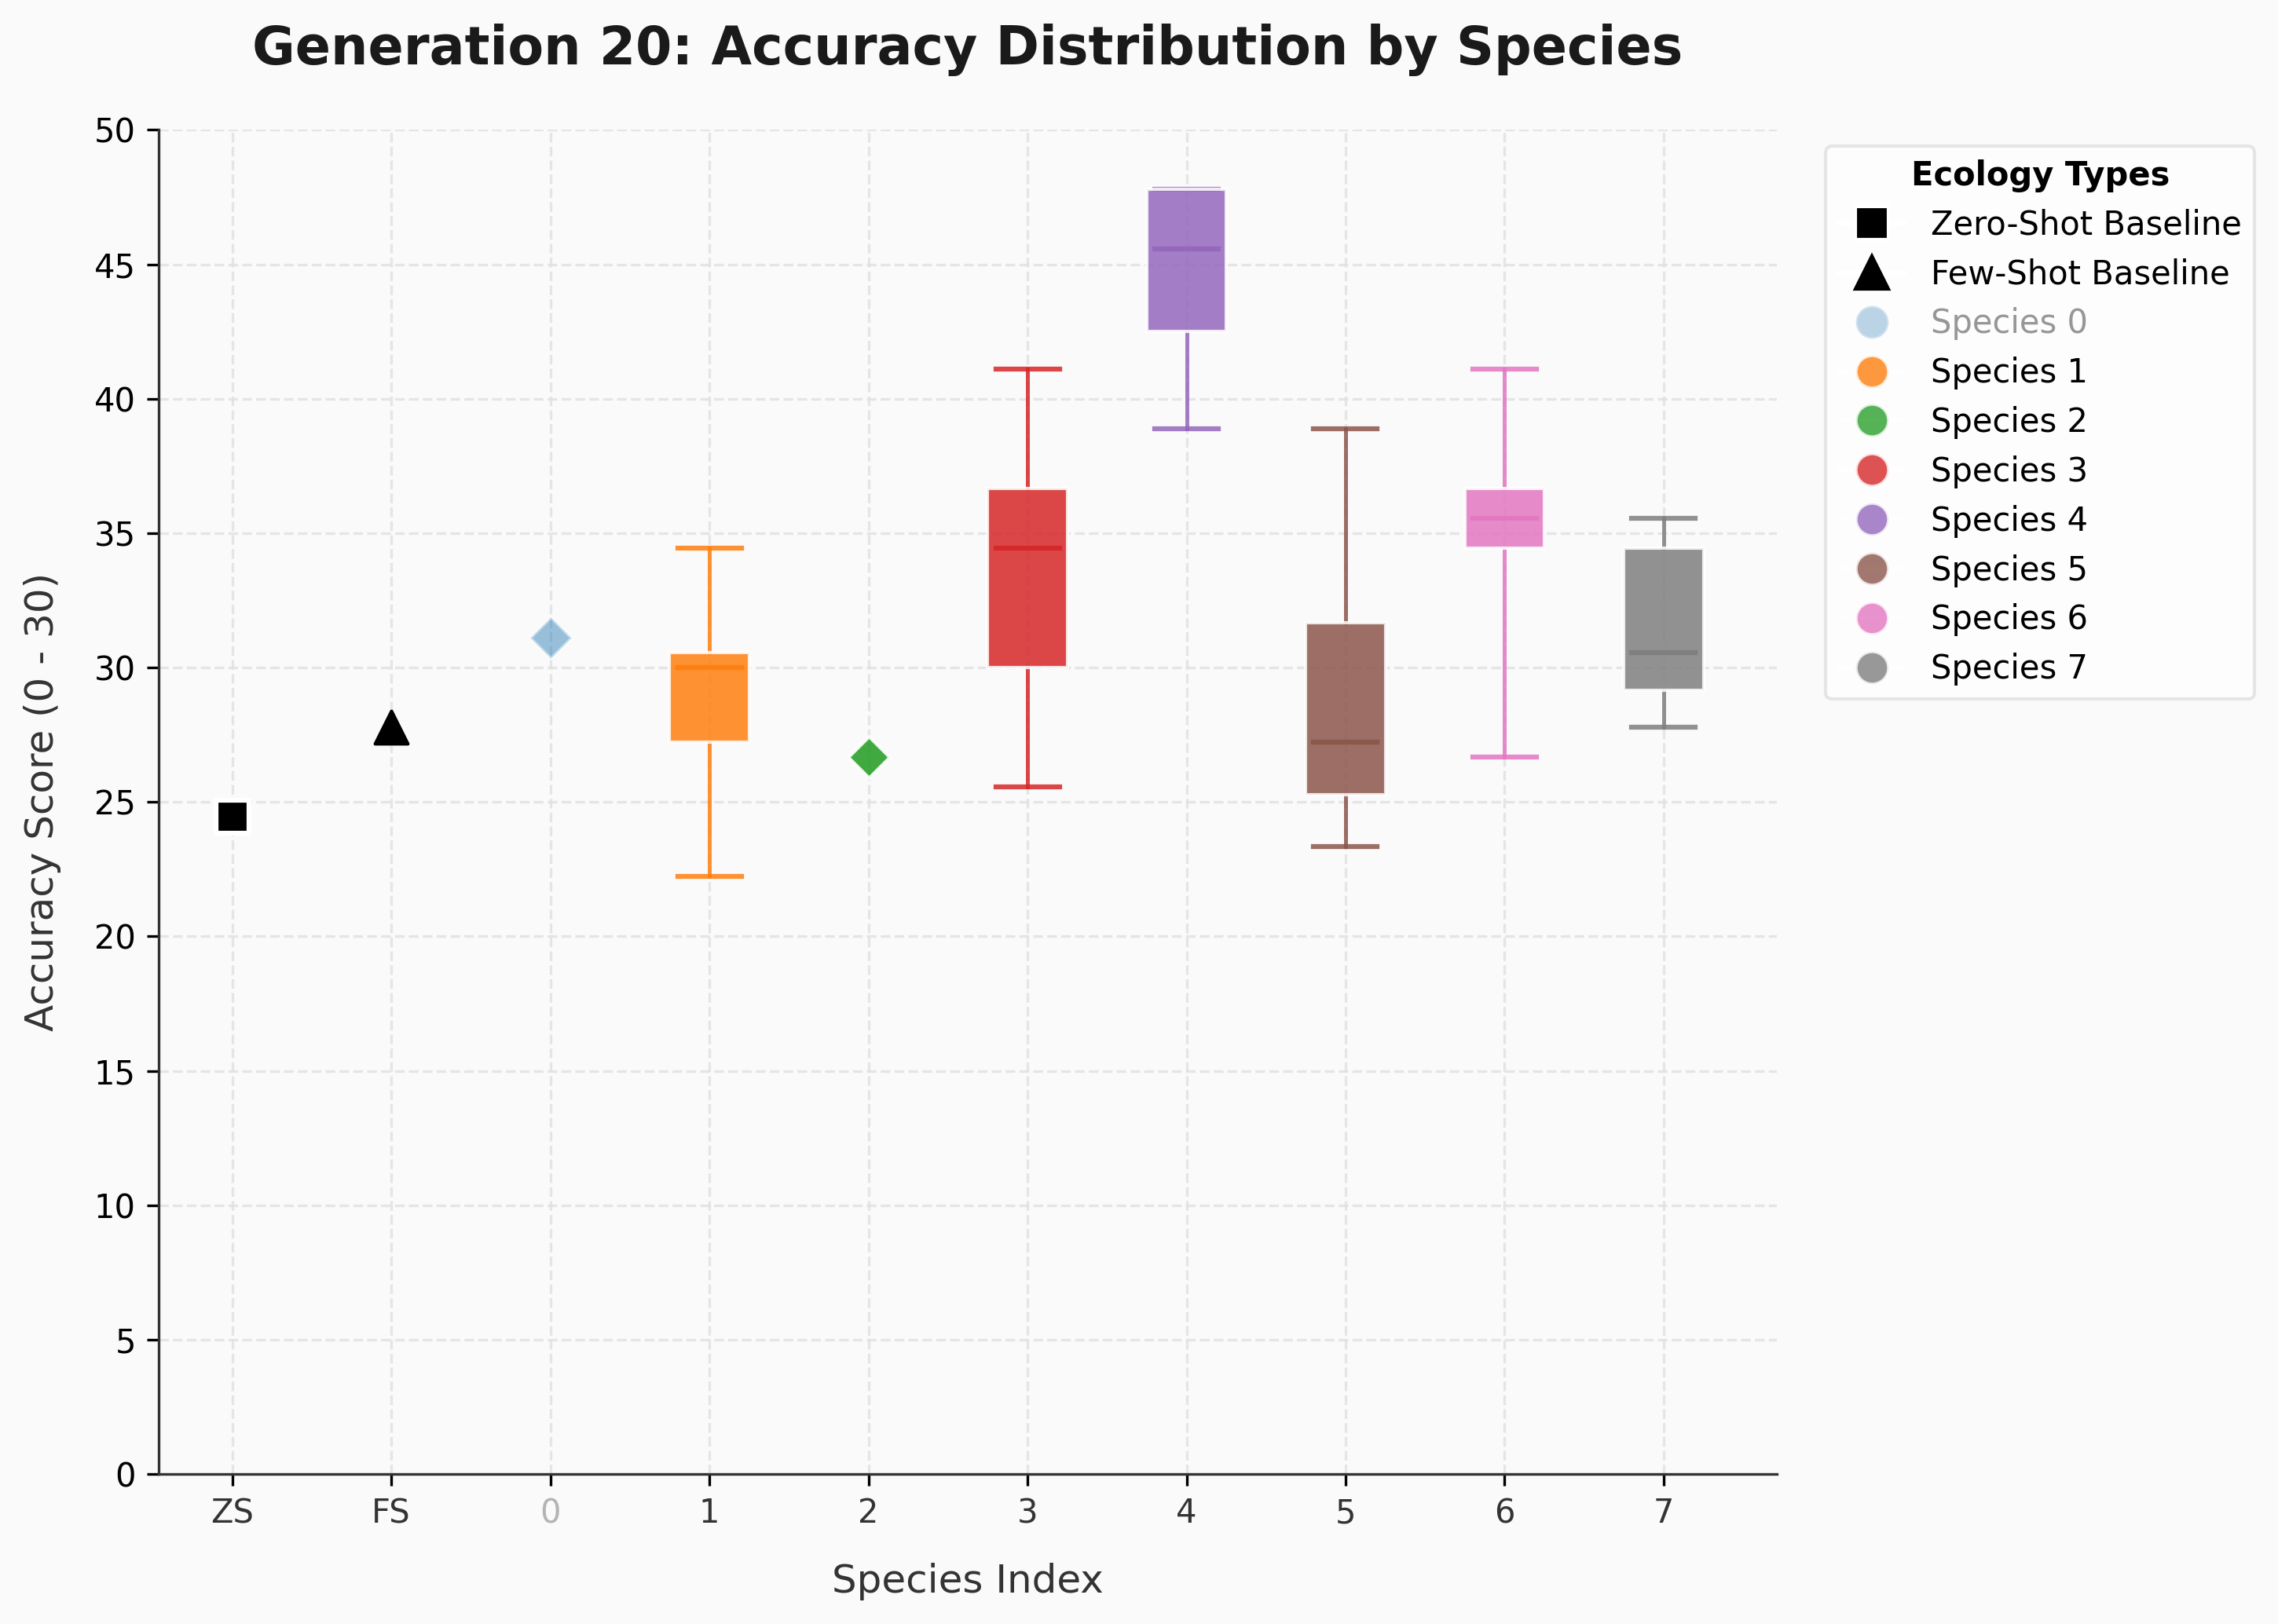 Generation 20: Accuracy Distribution by Species
50
45
40
35
30
25
20
15
10
5
0
Accuracy Score (0 - 30)
ZS FS 0 1 2 3 4 5 6 7
Species Index
Ecology Types
Zero-Shot Baseline
Few-Shot Baseline
Species 0
Species 1
Species 2
Species 3
Species 4
Species 5
Species 6
Species 7